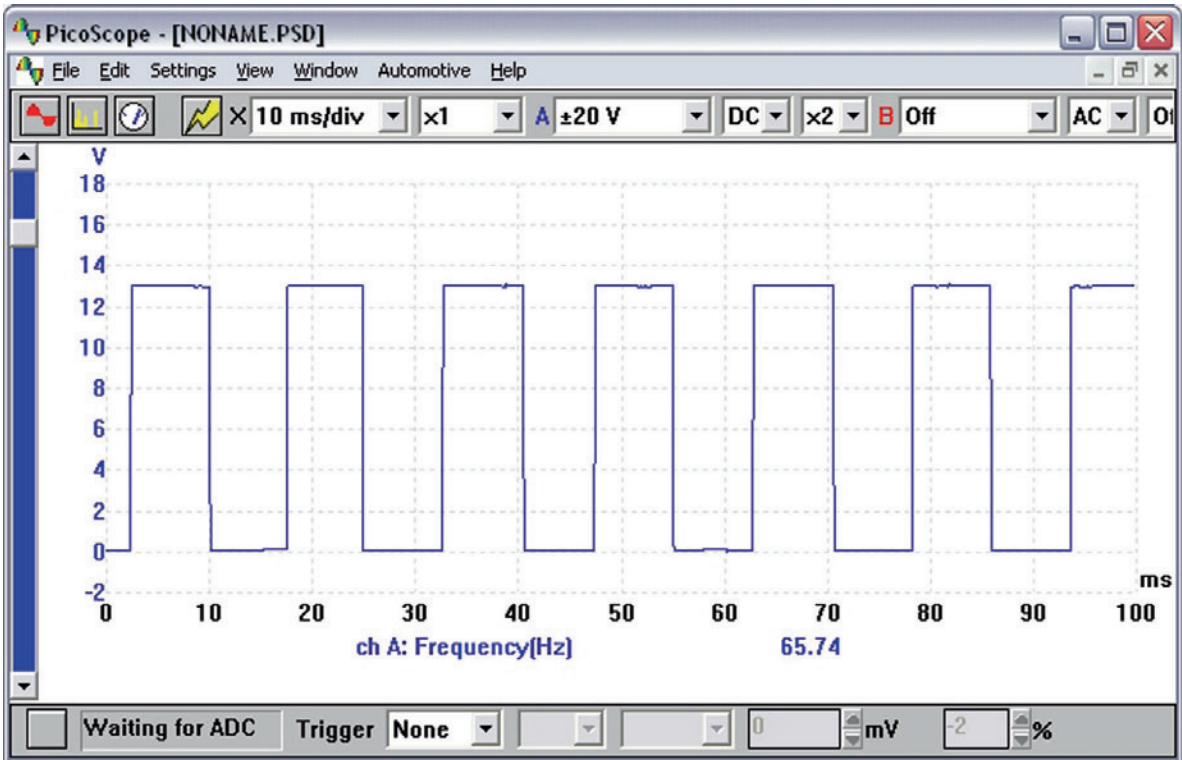 PicoScope - [NONAME.PSD]
File Edit Settings View Window Automotive Help
X 10 ms/div x1 A ±20 V DC x2 B Off AC
V
18
16
14
12
10
8
6
4
2
0
-2
ms
0 10 20 30 40 50 60 70 80 90 100
ch A: Frequency(Hz) 65.74
Waiting for ADC Trigger None 0 mV -2 %